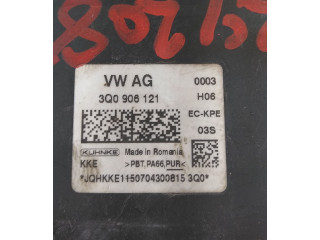 VW AG 0003
3Q0 906 121 H06
EC-KPE
03S
KUHNKE Made in Romania
KKE >PBT,PA66,PUR<
*JQHKKE1150704300815 3Q0*